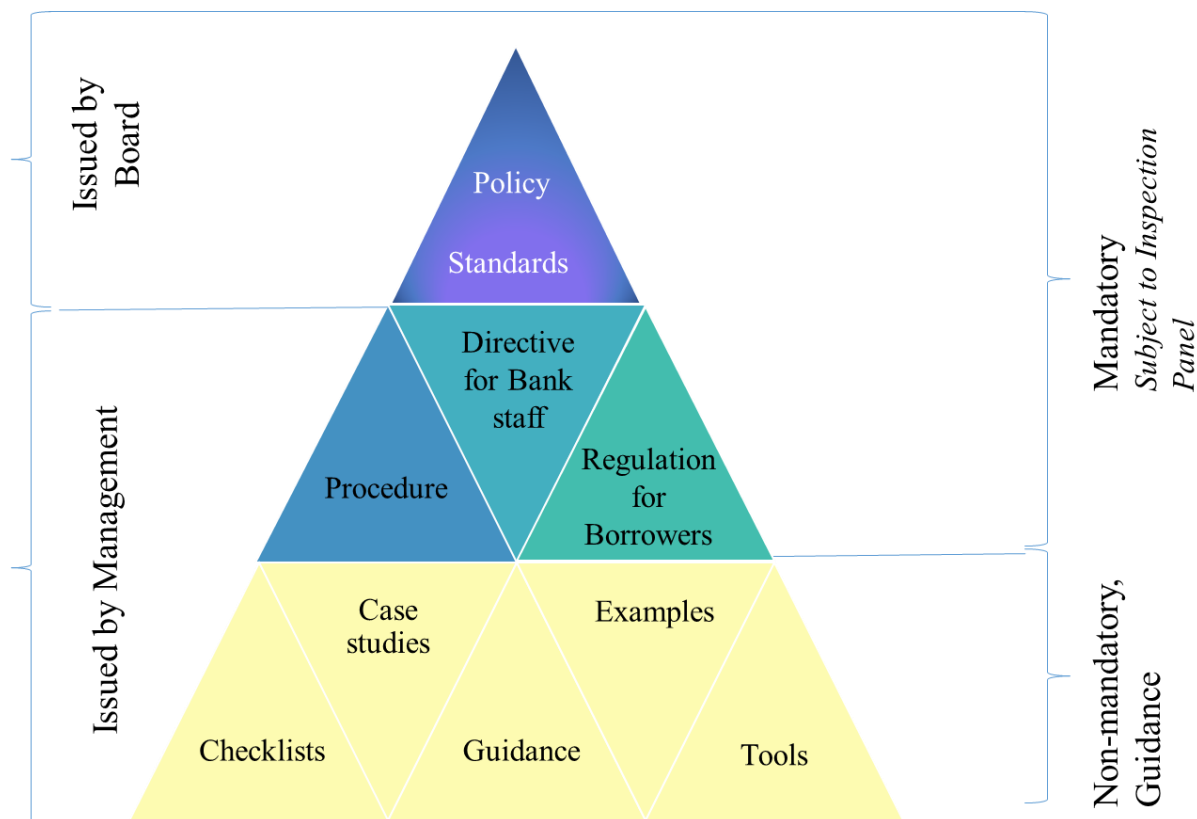 Issued by
Board
Policy
Standards
Mandatory
Subject to Inspection
Panel
Issued by Management
Directive
for Bank
staff
Procedure
Regulation
for
Borrowers
Case
studies
Examples
Checklists
Guidance
Tools
Non-mandatory,
Guidance